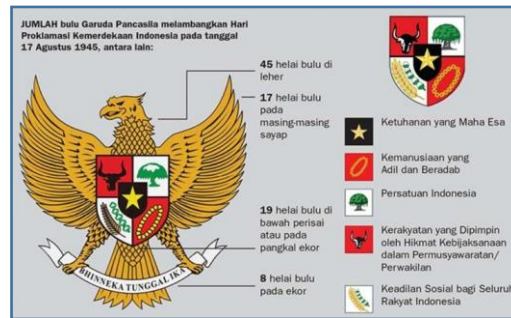 JUMLAH bulu Garuda Pancasila melambangkan Hari
Proklamasi Kemerdekaan Indonesia pada tanggal
17 Agustus 1945, antara lain:
45 helai bulu di
leher
17 helai bulu
pada
masing-masing
sayap
19 helai bulu di
bawah perisai
atau pada
pangkal ekor
8 helai bulu
pada ekor
BHINNEKA TUNGGAL IKA
Ketuhanan yang Maha Esa
Kemanusiaan yang
Adil dan Beradab
Persatuan Indonesia
Kerakyatan yang Dipimpin
oleh Hikmat Kebijaksanaan
dalam Permusyawaratan/
Perwakilan
Keadilan Sosial bagi Seluruh
Rakyat Indonesia